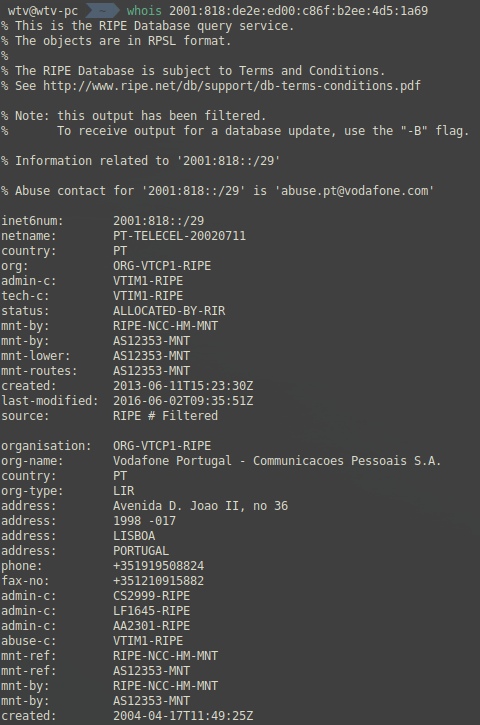 wtv@wtv-pc ~ whois 2001:818:de2e:ed00:c86f:b2ee:4d5:1a69
% This is the RIPE Database query service.
% The objects are in RPSL format.
%
% The RIPE Database is subject to Terms and Conditions.
% See http://www.ripe.net/db/support/db-terms-conditions.pdf

% Note: this output has been filtered.
%       To receive output for a database update, use the "-B" flag.

% Information related to '2001:818::/29'

% Abuse contact for '2001:818::/29' is 'abuse.pt@vodafone.com'

inet6num:       2001:818::/29
netname:        PT-TELECEL-20020711
country:        PT
org:            ORG-VTCP1-RIPE
admin-c:        VTIM1-RIPE
tech-c:         VTIM1-RIPE
status:         ALLOCATED-BY-RIR
mnt-by:         RIPE-NCC-HM-MNT
mnt-by:         AS12353-MNT
mnt-lower:      AS12353-MNT
mnt-routes:     AS12353-MNT
created:        2013-06-11T15:23:30Z
last-modified:  2016-06-02T09:35:51Z
source:         RIPE # Filtered

organisation:   ORG-VTCP1-RIPE
org-name:       Vodafone Portugal - Communicacoes Pessoais S.A.
country:        PT
org-type:       LIR
address:        Avenida D. Joao II, no 36
address:        1998 -017
address:        LISBOA
address:        PORTUGAL
phone:          +351919508824
fax-no:         +351210915882
admin-c:        CS2999-RIPE
admin-c:        LF1645-RIPE
admin-c:        AA2301-RIPE
abuse-c:        VTIM1-RIPE
mnt-ref:        RIPE-NCC-HM-MNT
mnt-ref:        AS12353-MNT
mnt-by:         RIPE-NCC-HM-MNT
mnt-by:         AS12353-MNT
created:        2004-04-17T11:49:25Z